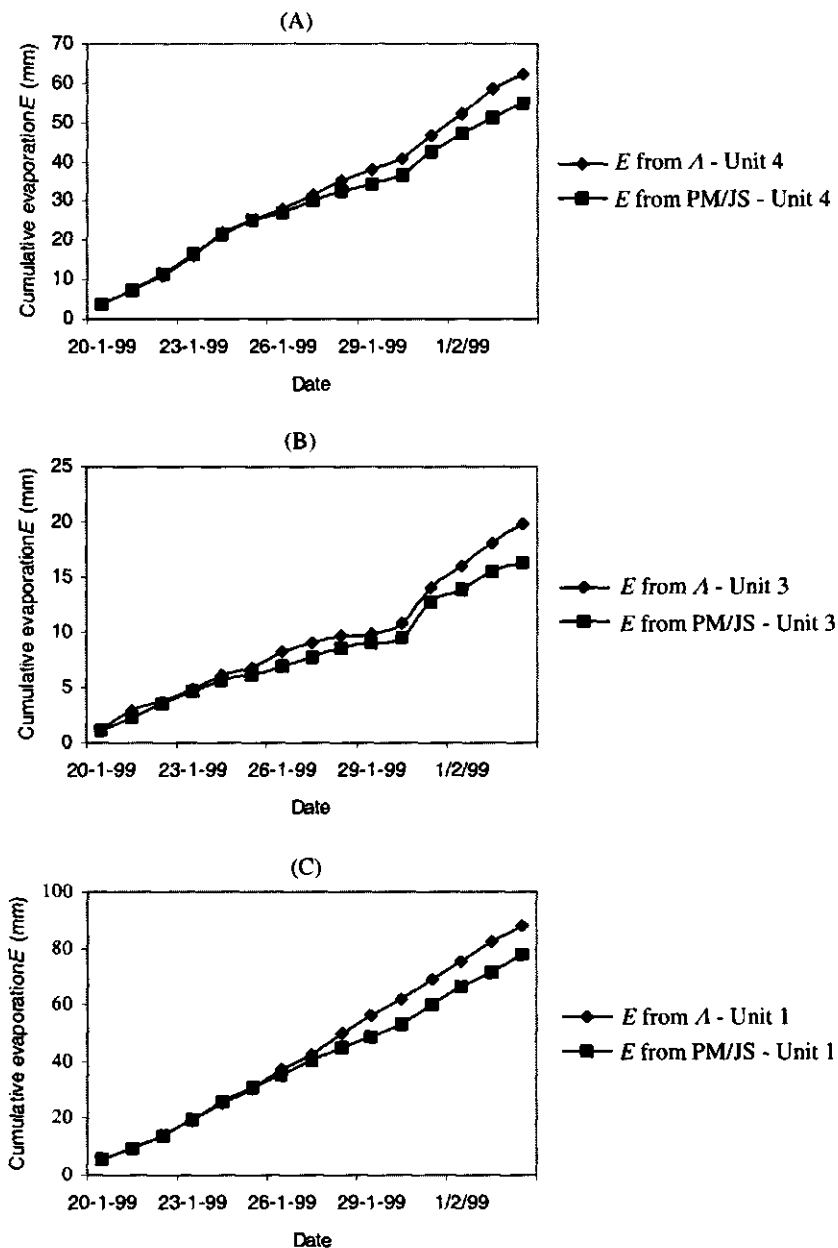 (A)
Cumulative evaporationE (mm)
70
60
50
40
30
20
10
0
20-1-99 23-1-99 26-1-99 29-1-99 1/2/99
Date
E from Λ - Unit 4
E from PM/JS - Unit 4
(B)
Cumulative evaporationE (mm)
25
20
15
10
5
0
20-1-99 23-1-99 26-1-99 29-1-99 1/2/99
Date
E from Λ - Unit 3
E from PM/JS - Unit 3
(C)
Cumulative evaporationE (mm)
100
80
60
40
20
0
20-1-99 23-1-99 26-1-99 29-1-99 1/2/99
Date
E from Λ - Unit 1
E from PM/JS - Unit 1